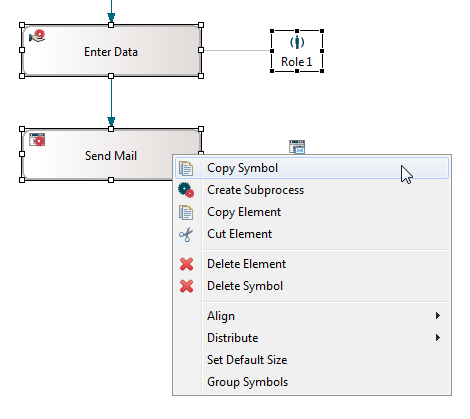 Enter Data
Role 1
Send Mail
Copy Symbol
Create Subprocess
Copy Element
Cut Element
Delete Element
Delete Symbol
Align
Distribute
Set Default Size
Group Symbols